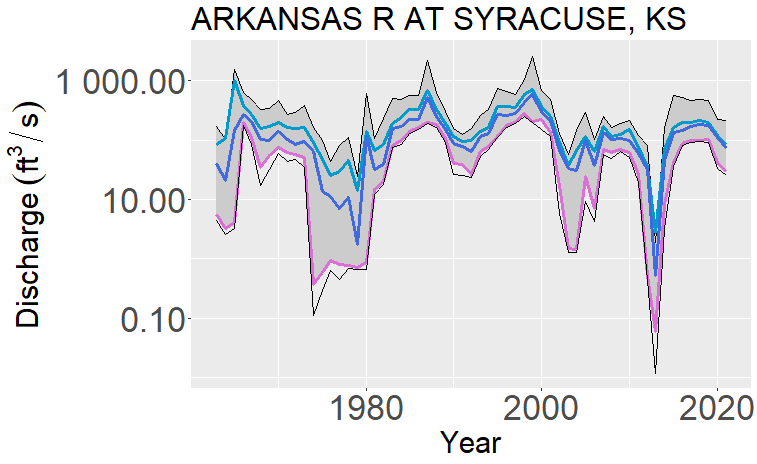 ARKANSAS R AT SYRACUSE, KS
Discharge (ft³/s)
1 000.00
10.00
0.10
1980 2000 2020
Year